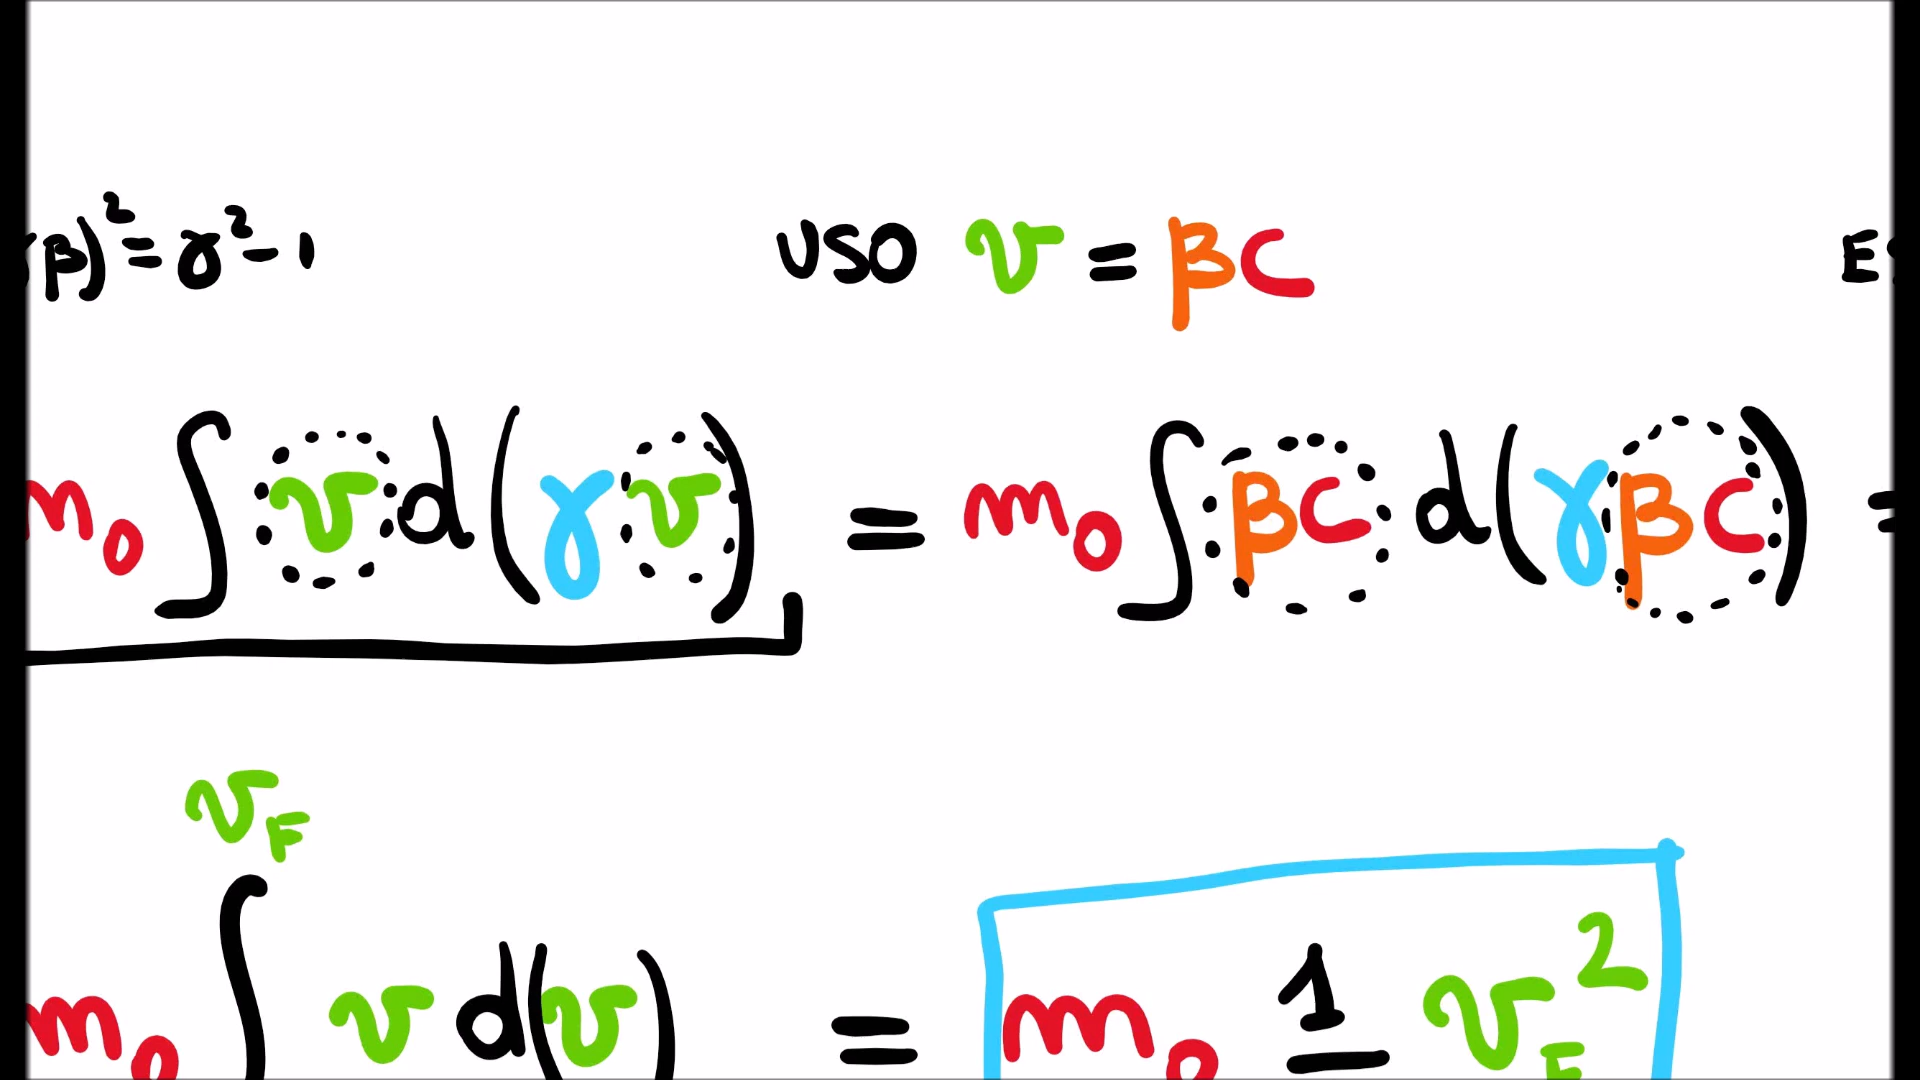 β)² = γ² - 1 USO v = βC E
m₀ ∫ v d(γv) = m₀ ∫ βC d(γβC) =
v_F
m₀ ∫ v d(v) = m₀ 1 v_F²